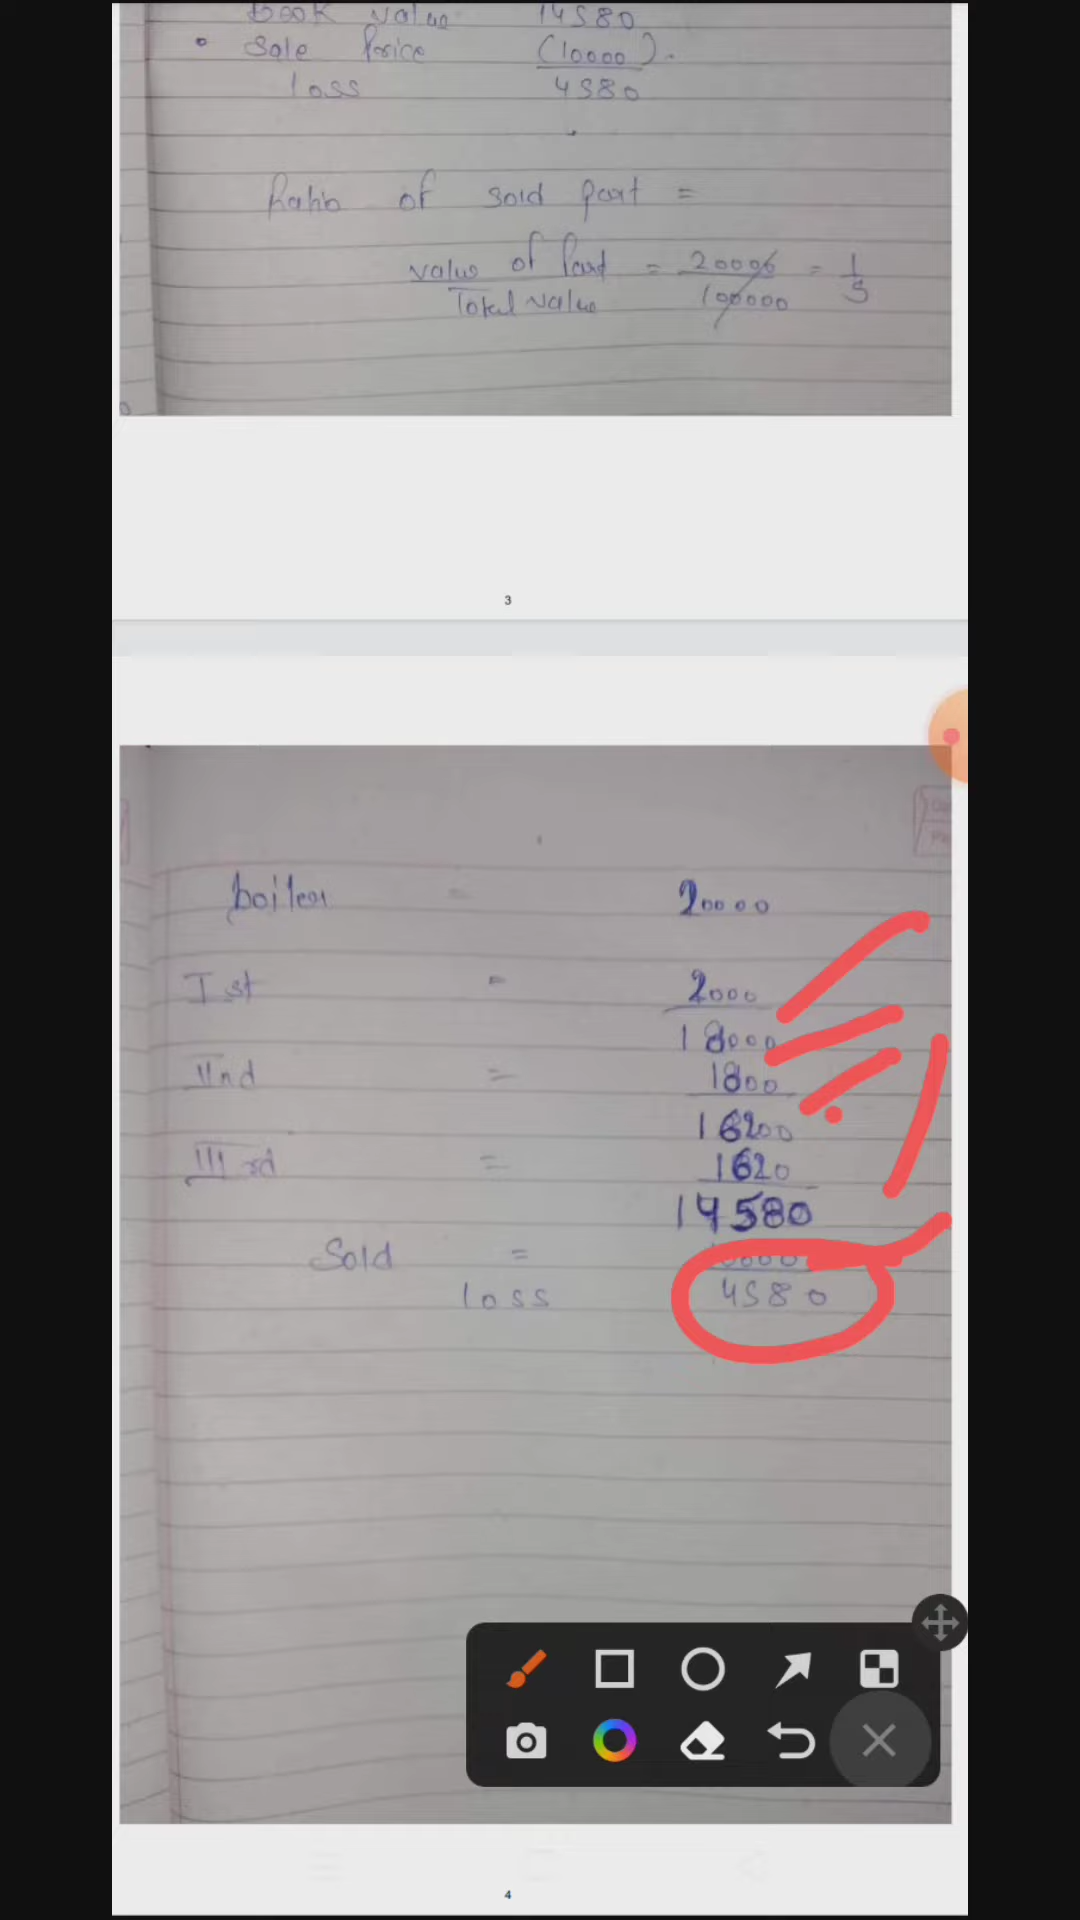 Book value 14580
• Sale Price (10000).
loss 4580
Ratio of sold part =
value of Part = 20000 = 1
Total value 100000 5
3
boiler = 20000
Ist = 2000
18000
IInd = 1800
16200
IIIrd = 1620
14580
Sold = 10000
loss 4580
4